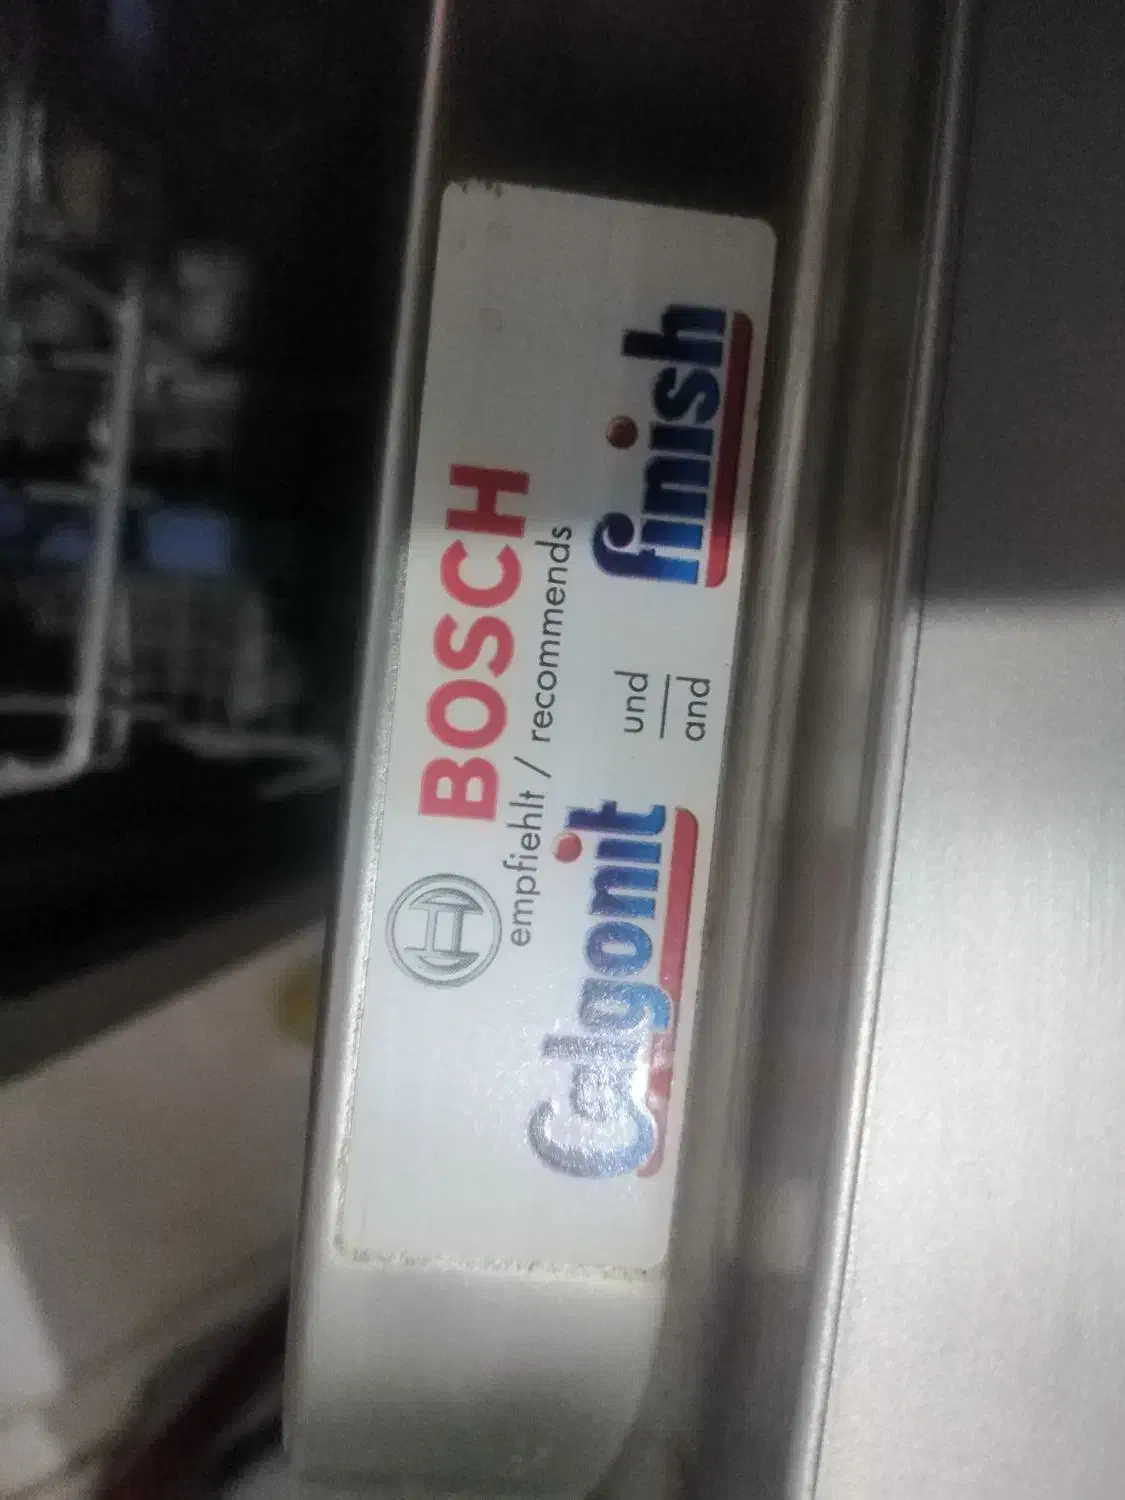 BOSCH
empfiehlt / recommends
Calgonit und finish
and